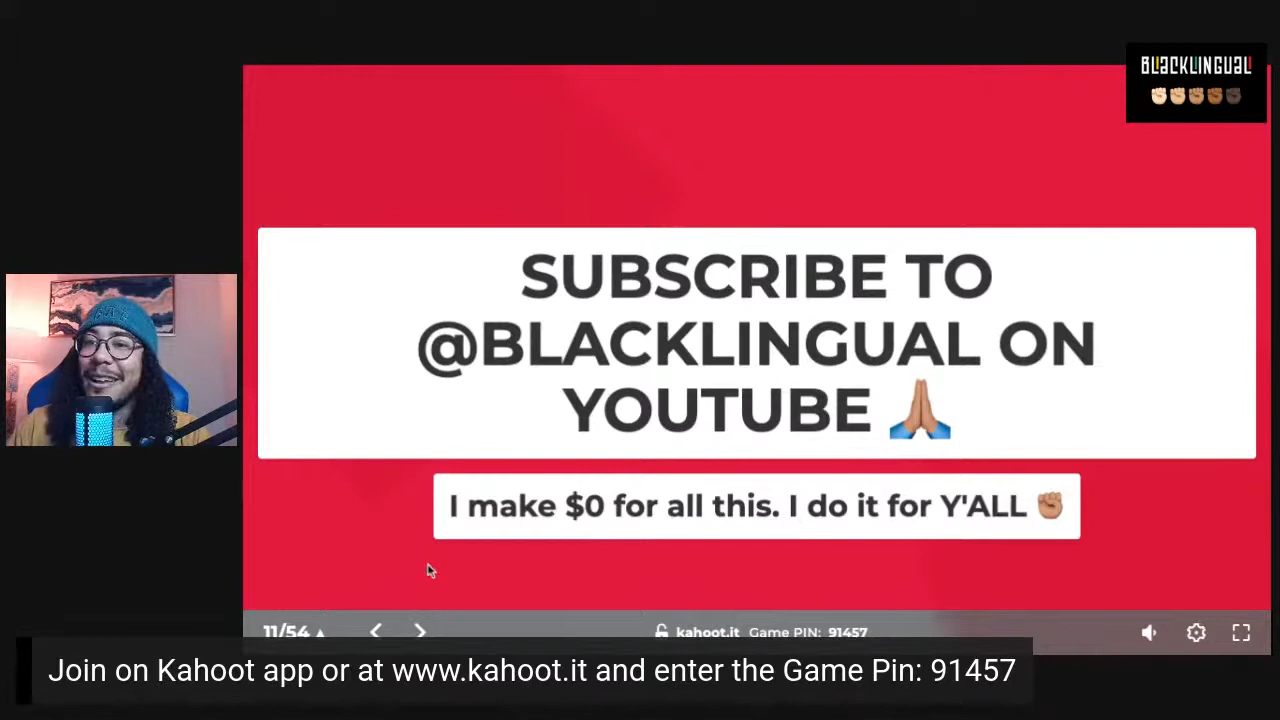 BLACKLINGUAL
SUBSCRIBE TO
@BLACKLINGUAL ON
YOUTUBE 🙏🏽
I make $0 for all this. I do it for Y'ALL ✊🏽
11/54
kahoot.it Game PIN: 91457
Join on Kahoot app or at www.kahoot.it and enter the Game Pin: 91457